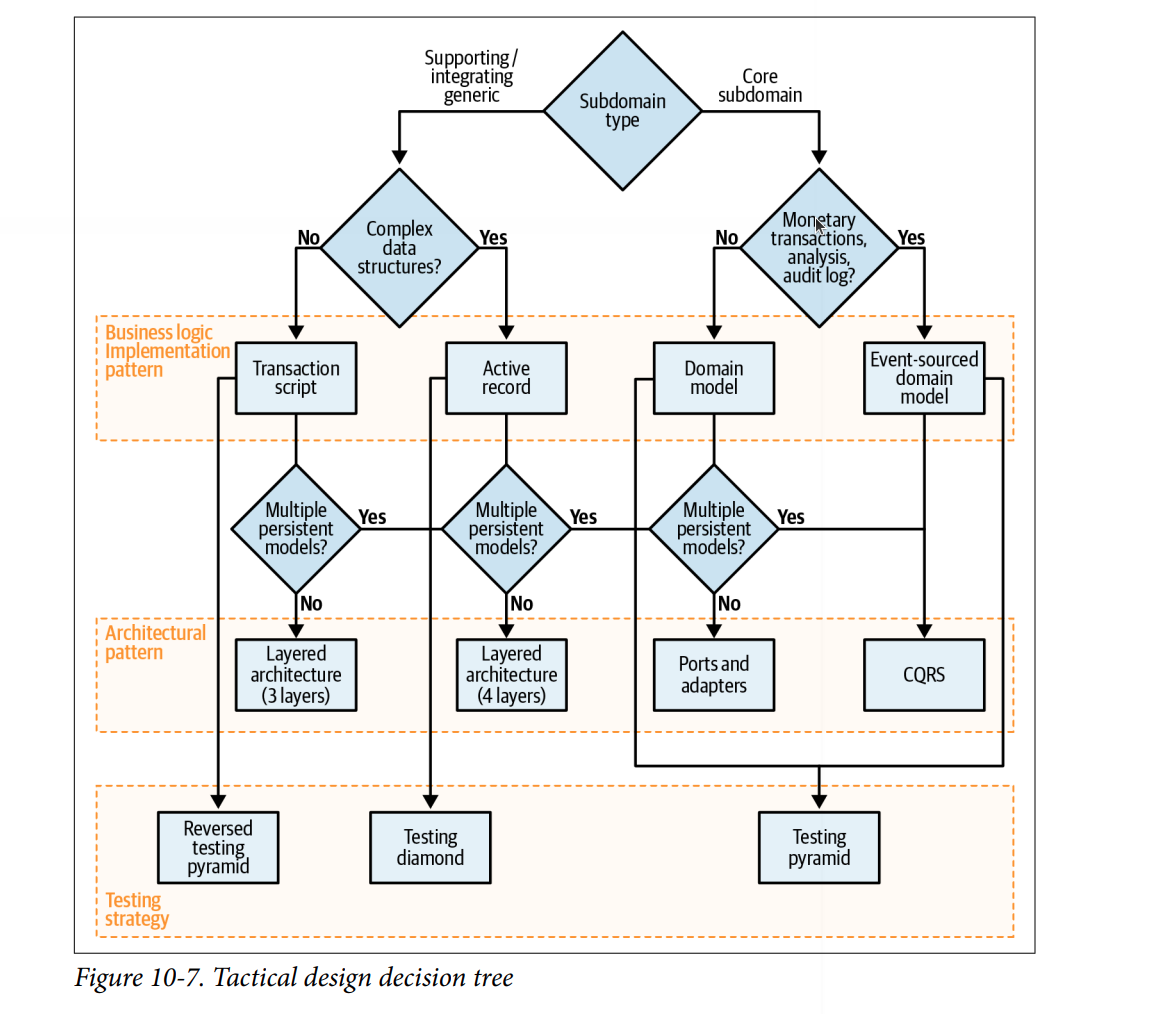 Supporting/
integrating
generic
Subdomain
type
Core
subdomain
Complex
data
structures?
No
Yes
Monetary
transactions,
analysis,
audit log?
No
Yes
Business logic
Implementation
pattern
Transaction
script
Active
record
Domain
model
Event-sourced
domain
model
Multiple
persistent
models?
Yes
No
Multiple
persistent
models?
Yes
No
Multiple
persistent
models?
Yes
No
Architectural
pattern
Layered
architecture
(3 layers)
Layered
architecture
(4 layers)
Ports and
adapters
CQRS
Reversed
testing
pyramid
Testing
diamond
Testing
pyramid
Testing
strategy
Figure 10-7. Tactical design decision tree